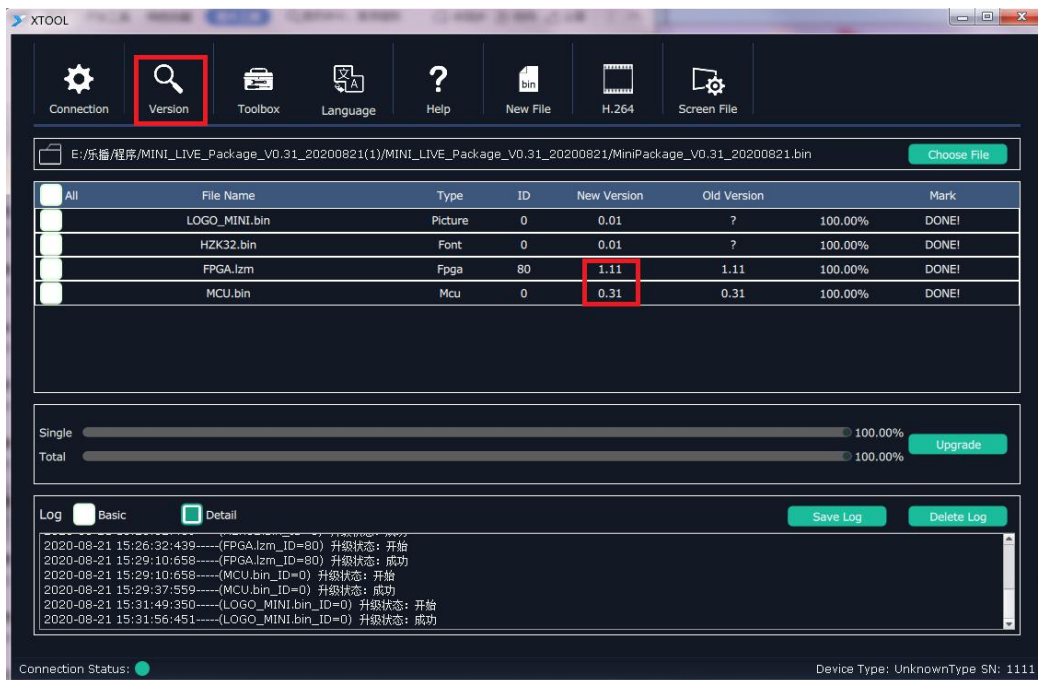 XTOOL
Connection Version Toolbox Language Help New File H.264 Screen File
bin
E:/乐播/程序/MINI_LIVE_Package_V0.31_20200821(1)/MINI_LIVE_Package_V0.31_20200821/MiniPackage_V0.31_20200821.bin Choose File
All File Name Type ID New Version Old Version Mark
LOGO_MINI.bin Picture 0 0.01 ? 100.00% DONE!
HZK32.bin Font 0 0.01 ? 100.00% DONE!
FPGA.lzm Fpga 80 1.11 1.11 100.00% DONE!
MCU.bin Mcu 0 0.31 0.31 100.00% DONE!
Single 100.00%
Upgrade
Total 100.00%
Log Basic Detail Save Log Delete Log
2020-08-21 15:26:32:439-----(FPGA.lzm_ID=80) 升级状态: 开始
2020-08-21 15:29:10:658-----(FPGA.lzm_ID=80) 升级状态: 成功
2020-08-21 15:29:10:658-----(MCU.bin_ID=0) 升级状态: 开始
2020-08-21 15:29:37:559-----(MCU.bin_ID=0) 升级状态: 成功
2020-08-21 15:31:49:350-----(LOGO_MINI.bin_ID=0) 升级状态: 开始
2020-08-21 15:31:56:451-----(LOGO_MINI.bin_ID=0) 升级状态: 成功
Connection Status: Device Type: UnknownType SN: 1111